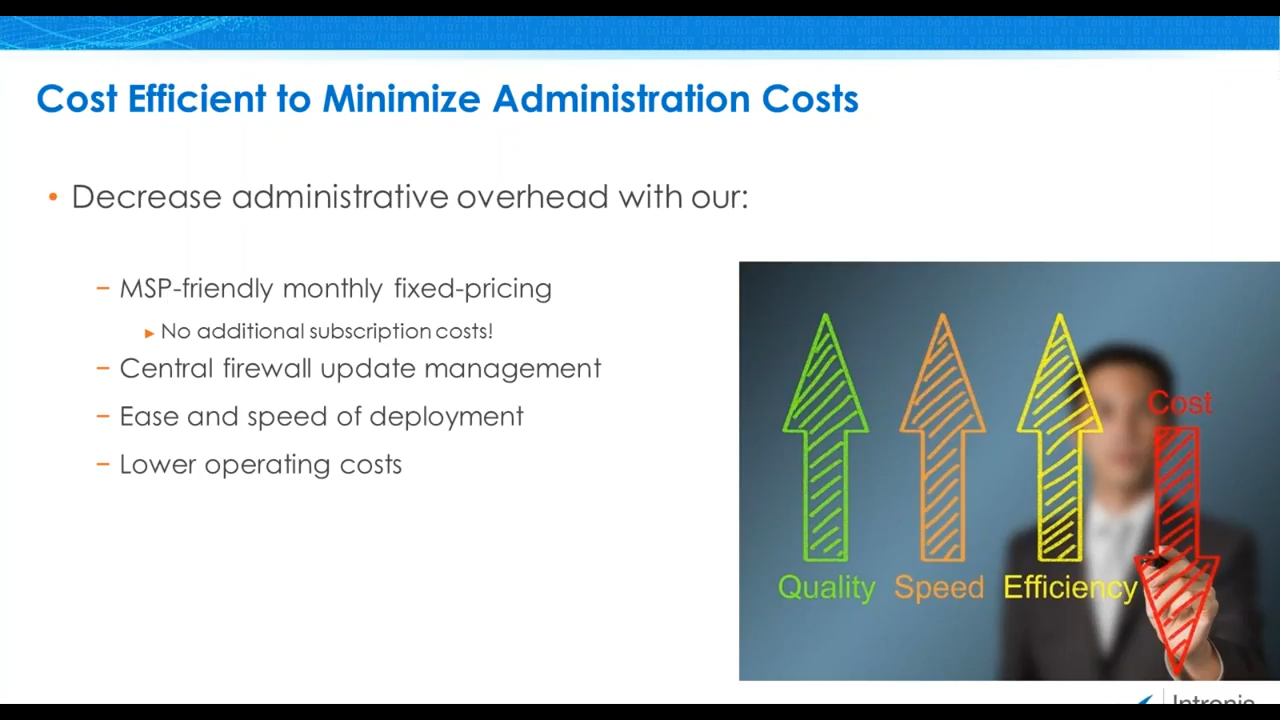 Cost Efficient to Minimize Administration Costs
• Decrease administrative overhead with our:
– MSP-friendly monthly fixed-pricing
► No additional subscription costs!
– Central firewall update management
– Ease and speed of deployment
– Lower operating costs
Cost
Quality Speed Efficiency